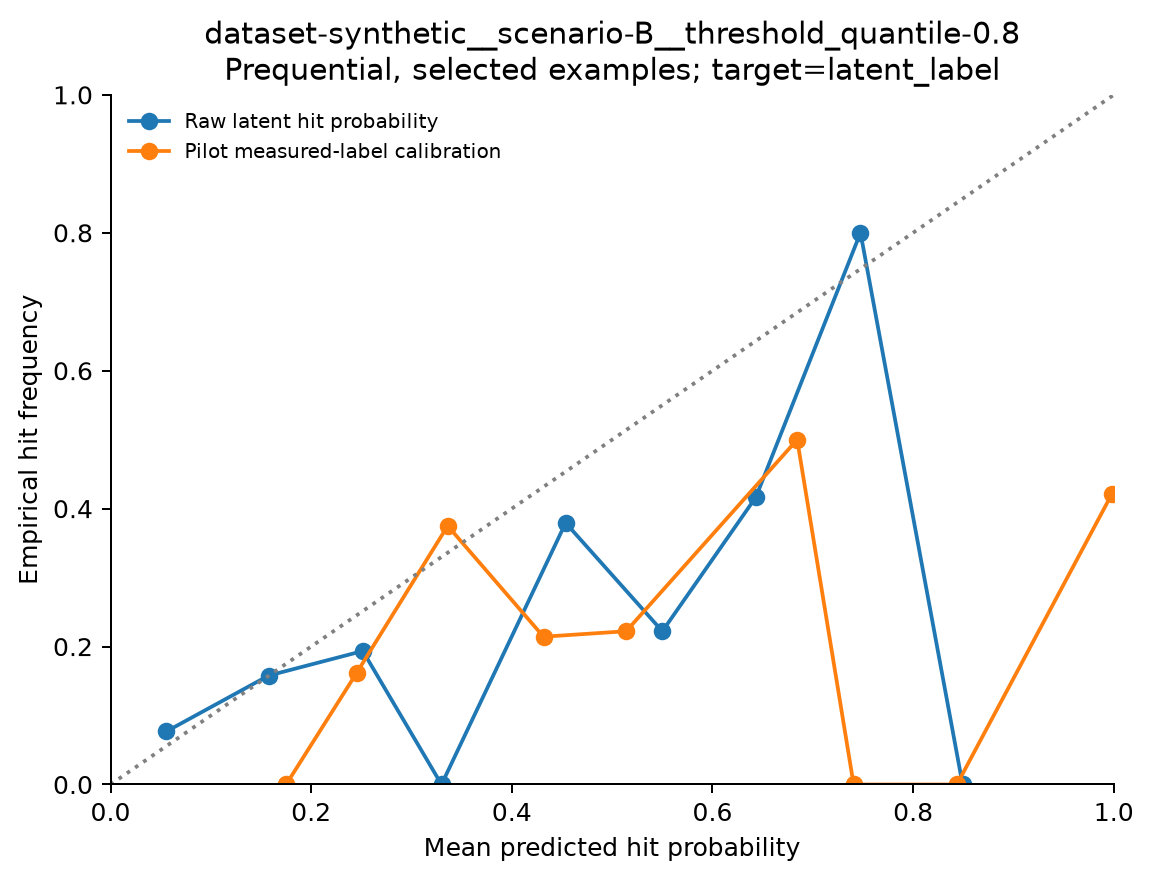 dataset-synthetic__scenario-B__threshold_quantile-0.8
Prequential, selected examples; target=latent_label
Raw latent hit probability
Pilot measured-label calibration
Empirical hit frequency
1.0
0.8
0.6
0.4
0.2
0.0
0.0 0.2 0.4 0.6 0.8 1.0
Mean predicted hit probability